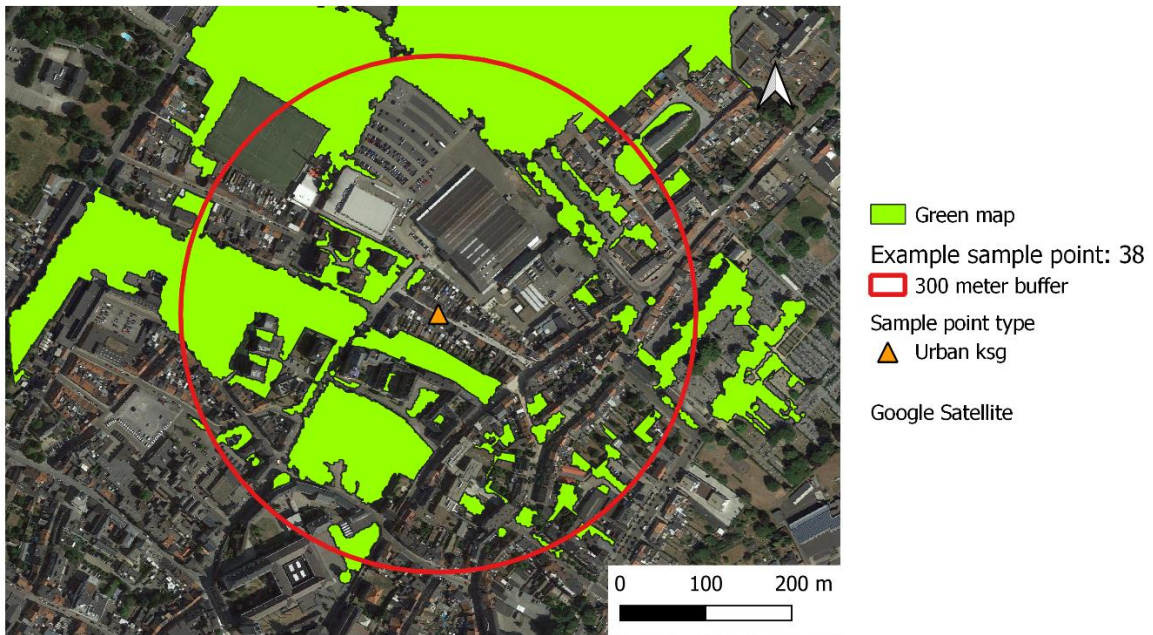 Green map
Example sample point: 38
300 meter buffer
Sample point type
Urban ksg
Google Satellite
0 100 200 m